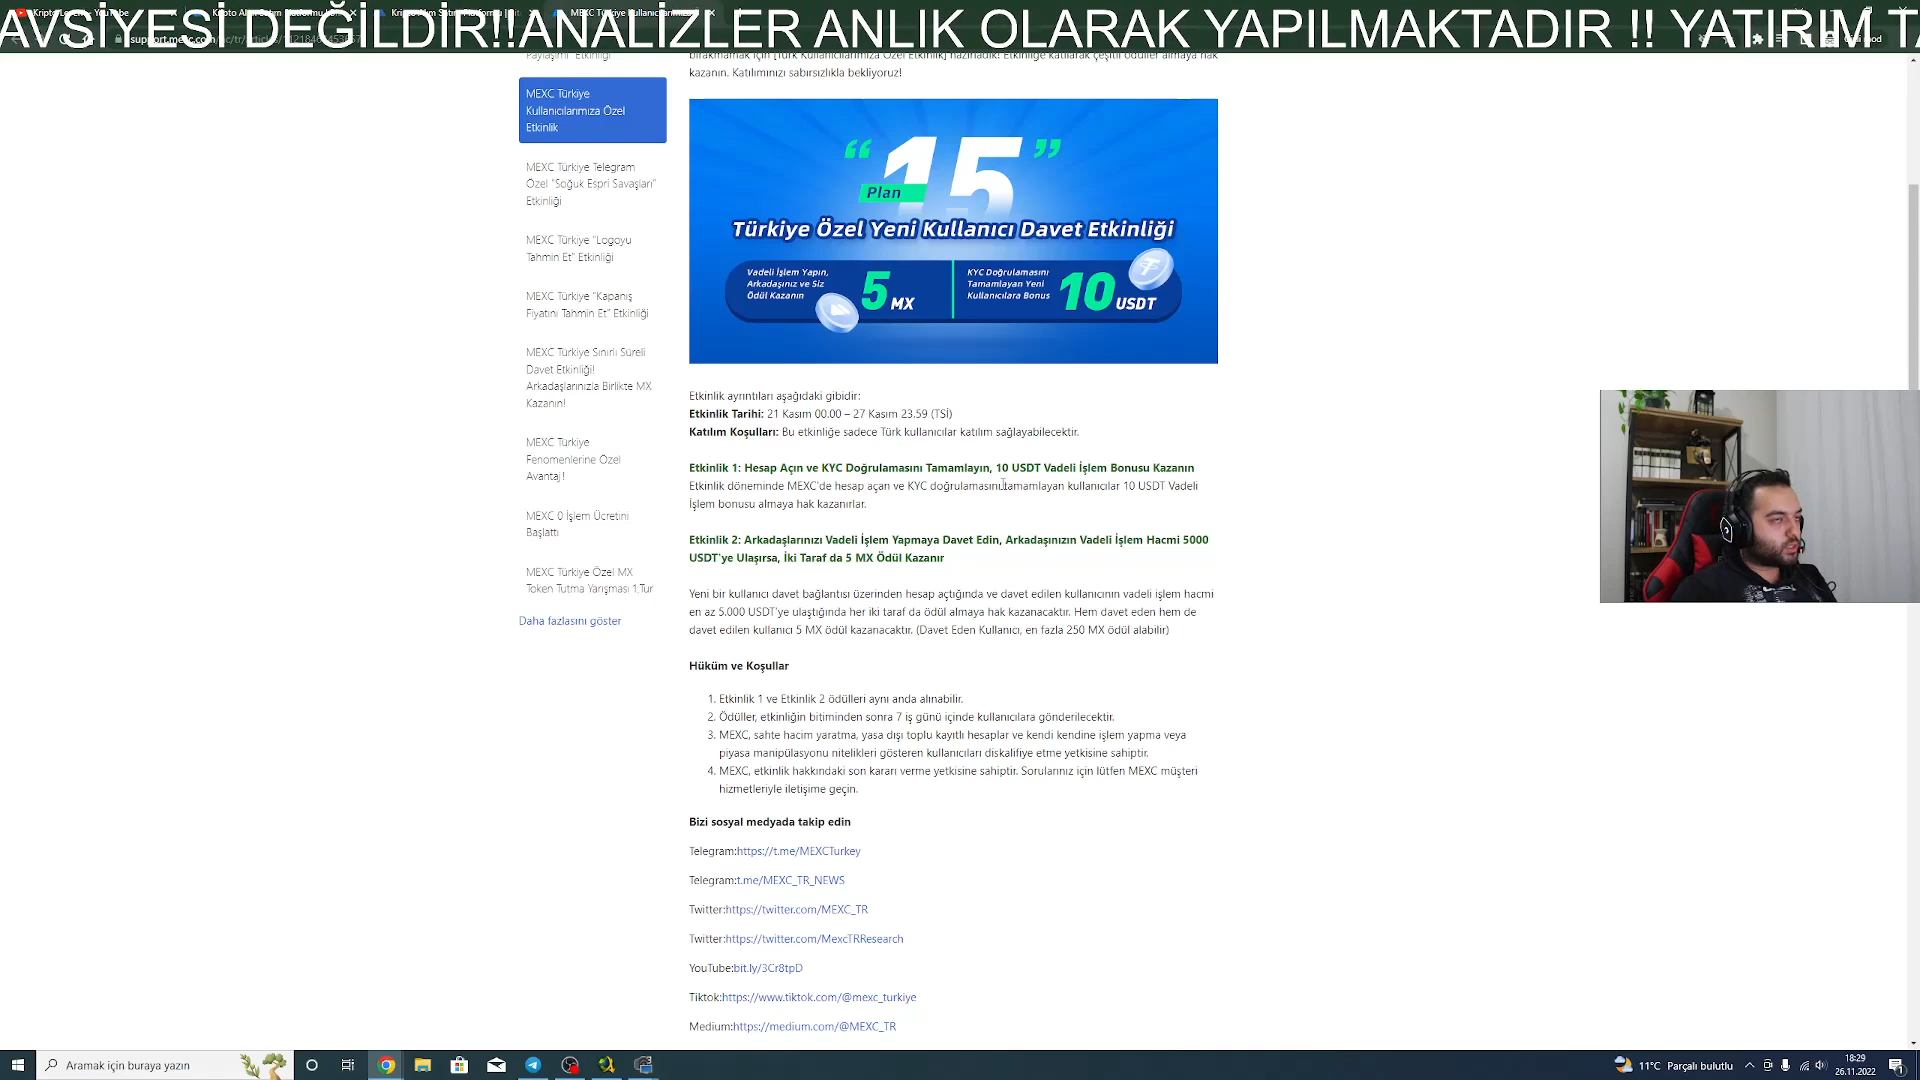 AVSİYESİ DEĞİLDİR!!ANALİZLER ANLIK OLARAK YAPILMAKTADIR !! YATIRIM TA
kazanın. Katılımınızı sabırsızlıkla bekliyoruz!
MEXC Türkiye
Kullanıcılarımıza Özel
Etkinlik
MEXC Türkiye Telegram
Özel "Soğuk Espri Savaşları"
Etkinliği
MEXC Türkiye "Logoyu
Tahmin Et" Etkinliği
MEXC Türkiye "Kapanış
Fiyatını Tahmin Et" Etkinliği
MEXC Türkiye Sınırlı Süreli
Davet Etkinliği!
Arkadaşlarınızla Birlikte MX
Kazanın!
MEXC Türkiye
Fenomenlerine Özel
Avantaj!
MEXC 0 İşlem Ücretini
Başlattı
MEXC Türkiye Özel MX
Token Tutma Yarışması 1.Tur
Daha fazlasını göster
"15"
Plan
Türkiye Özel Yeni Kullanıcı Davet Etkinliği
Vadeli İşlem Yapın,
Arkadaşınız ve Siz
Ödül Kazanın
5 MX
KYC Doğrulamasını
Tamamlayan Yeni
Kullanıcılara Bonus
10 USDT
Etkinlik ayrıntıları aşağıdaki gibidir:
Etkinlik Tarihi: 21 Kasım 00.00 – 27 Kasım 23.59 (TSİ)
Katılım Koşulları: Bu etkinliğe sadece Türk kullanıcılar katılım sağlayabilecektir.
Etkinlik 1: Hesap Açın ve KYC Doğrulamasını Tamamlayın, 10 USDT Vadeli İşlem Bonusu Kazanın
Etkinlik döneminde MEXC'de hesap açan ve KYC doğrulamasını tamamlayan kullanıcılar 10 USDT Vadeli
İşlem bonusu almaya hak kazanırlar.
Etkinlik 2: Arkadaşlarınızı Vadeli İşlem Yapmaya Davet Edin, Arkadaşınızın Vadeli İşlem Hacmi 5000
USDT'ye Ulaşırsa, İki Taraf da 5 MX Ödül Kazanır
Yeni bir kullanıcı davet bağlantısı üzerinden hesap açtığında ve davet edilen kullanıcının vadeli işlem hacmi
en az 5.000 USDT'ye ulaştığında her iki taraf da ödül almaya hak kazanacaktır. Hem davet eden hem de
davet edilen kullanıcı 5 MX ödül kazanacaktır. (Davet Eden Kullanıcı, en fazla 250 MX ödül alabilir)
Hüküm ve Koşullar
1. Etkinlik 1 ve Etkinlik 2 ödülleri aynı anda alınabilir.
2. Ödüller, etkinliğin bitiminden sonra 7 iş günü içinde kullanıcılara gönderilecektir.
3. MEXC, sahte hacim yaratma, yasa dışı toplu kayıtlı hesaplar ve kendi kendine işlem yapma veya
piyasa manipülasyonu nitelikleri gösteren kullanıcıları diskalifiye etme yetkisine sahiptir.
4. MEXC, etkinlik hakkındaki son kararı verme yetkisine sahiptir. Sorularınız için lütfen MEXC müşteri
hizmetleriyle iletişime geçin.
Bizi sosyal medyada takip edin
Telegram:https://t.me/MEXCTurkey
Telegram:t.me/MEXC_TR_NEWS
Twitter:https://twitter.com/MEXC_TR
Twitter:https://twitter.com/MexcTRResearch
YouTube:bit.ly/3Cr8tpD
Tiktok:https://www.tiktok.com/@mexc_turkiye
Medium:https://medium.com/@MEXC_TR
Aramak için buraya yazın
11°C Parçalı bulutlu
18:29
26.11.2022